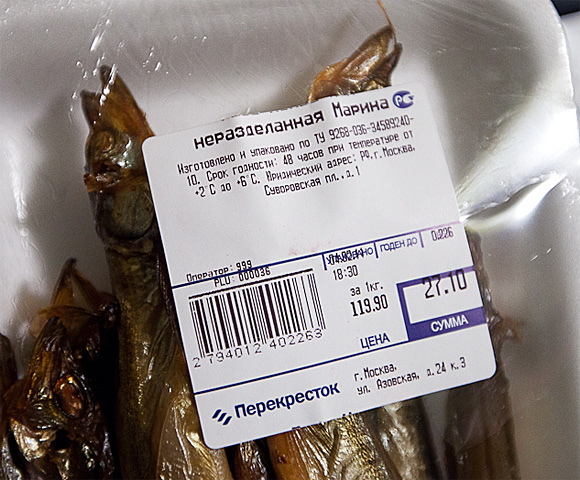 неразделанная Марина РС
Изготовлено и упаковано по ТУ 9268-036-34589240-
10. Срок годности: 48 часов при температуре от
+2°С до +6°С. Юридический адрес: РФ,г.Москва,
Суворовская пл.,д.1
Оператор: 999 ГОДЕН ДО 0.226
PLU: 000036 18:30
за 1кг. 27.10
119.90
2 794012 402263 ЦЕНА СУММА
Перекресток г.Москва,
ул. Азовская, д.24 к.3